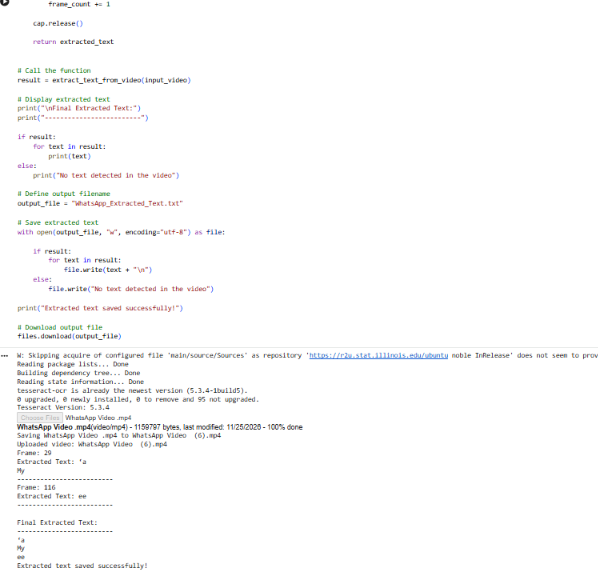 frame_count += 1
cap.release()
return extracted_text
# Call the function
result = extract_text_from_video(input_video)
# Display extracted text
print("\nFinal Extracted Text:")
print("-------------------------")
if result:
for text in result:
print(text)
else:
print("No text detected in the video")
# Define output filename
output_file = "WhatsApp_Extracted_Text.txt"
# Save extracted text
with open(output_file, "w", encoding="utf-8") as file:
if result:
for text in result:
file.write(text + "\n")
else:
file.write("No text detected in the video")
print("Extracted text saved successfully!")
# Download output file
files.download(output_file)
W: Skipping acquire of configured file 'main/source/Sources' as repository 'https://r2u.stat.illinois.edu/ubuntu noble InRelease' does not seem to prov
Reading package lists... Done
Building dependency tree... Done
Reading state information... Done
tesseract-ocr is already the newest version (5.3.4-1build5).
0 upgraded, 0 newly installed, 0 to remove and 95 not upgraded.
Tesseract Version: 5.3.4
Choose Files WhatsApp Video .mp4
WhatsApp Video .mp4(video/mp4) - 1159797 bytes, last modified: 11/25/2026 - 100% done
Saving WhatsApp Video .mp4 to WhatsApp Video (6).mp4
Uploaded video: WhatsApp Video (6).mp4
Frame: 29
Extracted Text: ‘a
My
-------------------------
Frame: 116
Extracted Text: ee
-------------------------
Final Extracted Text:
-------------------------
‘a
My
ee
Extracted text saved successfully!